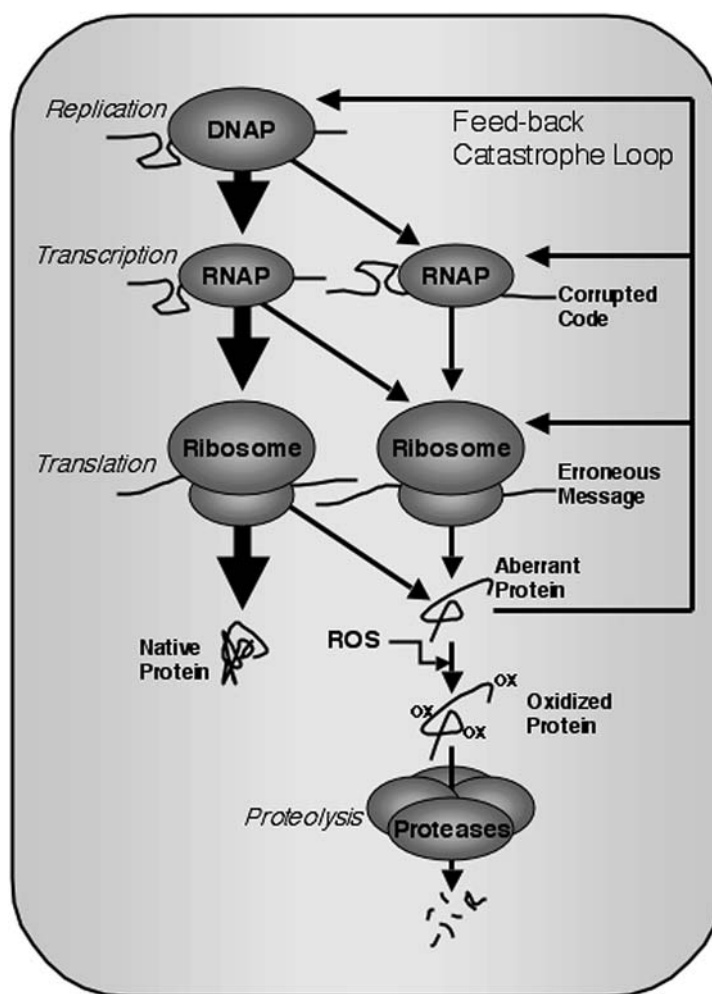 Replication
DNAP
Feed-back
Catastrophe Loop
Transcription
RNAP
RNAP
Corrupted
Code
Ribosome
Ribosome
Translation
Erroneous
Message
Aberrant
Protein
ROS
Native
Protein
ox
ox
ox
Oxidized
Protein
Proteolysis
Proteases